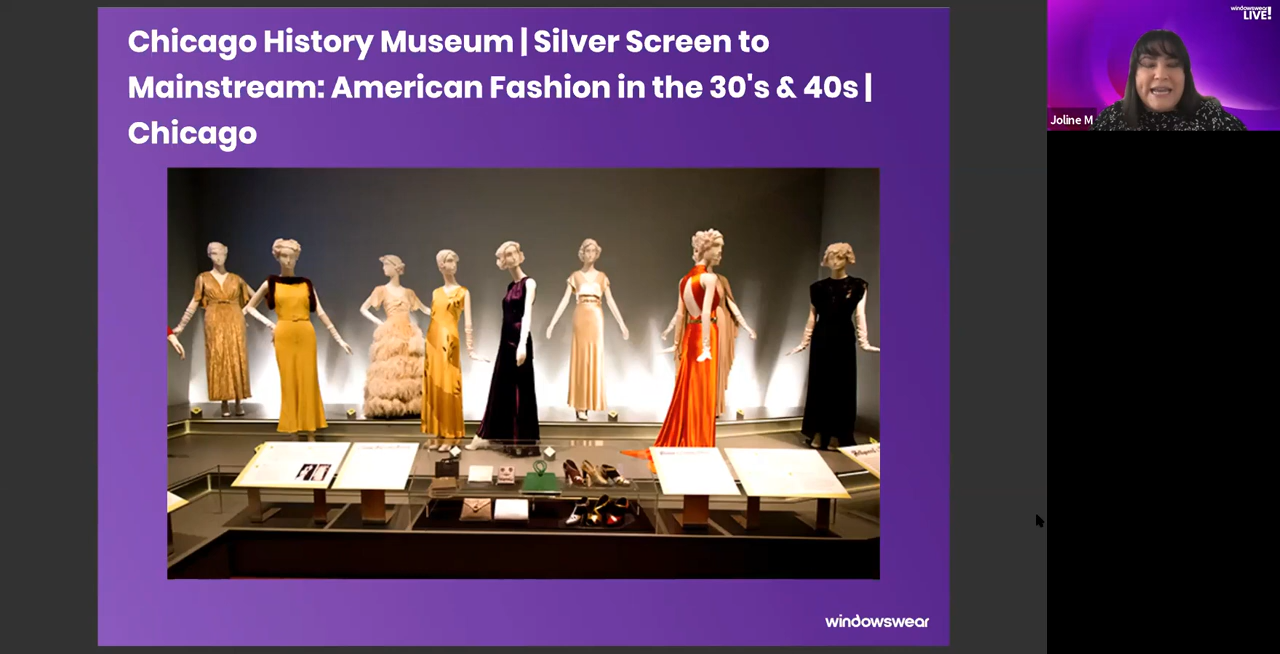 Chicago History Museum | Silver Screen to
Mainstream: American Fashion in the 30's & 40s |
Chicago
windowswear
windowswear
LIVE!
Joline M